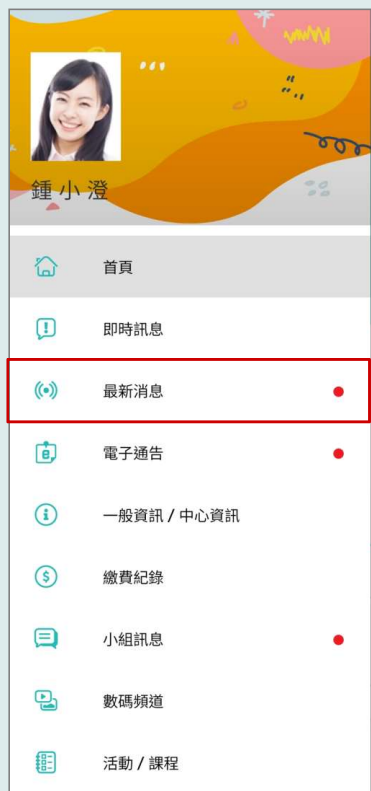 鍾小澄
首頁
即時訊息
最新消息
電子通告
一般資訊 / 中心資訊
繳費紀錄
小組訊息
數碼頻道
活動 / 課程